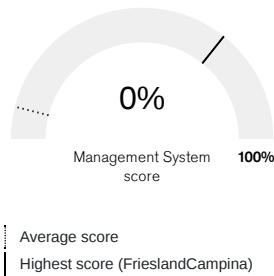 0%
Management System
score
100%
Average score
Highest score (FrieslandCampina)